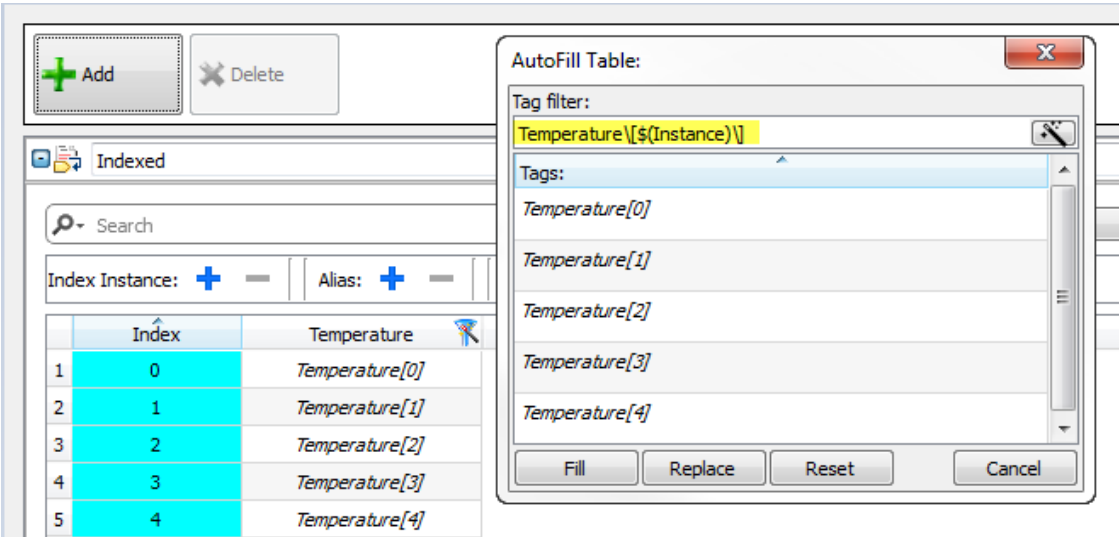 Add
Delete
AutoFill Table:
Tag filter:
Temperature\[$(Instance)\]
Tags:
Temperature[0]
Temperature[1]
Temperature[2]
Temperature[3]
Temperature[4]
Fill Replace Reset Cancel
Indexed
Search
Index Instance: Alias:
Index Temperature
1 0 Temperature[0]
2 1 Temperature[1]
3 2 Temperature[2]
4 3 Temperature[3]
5 4 Temperature[4]